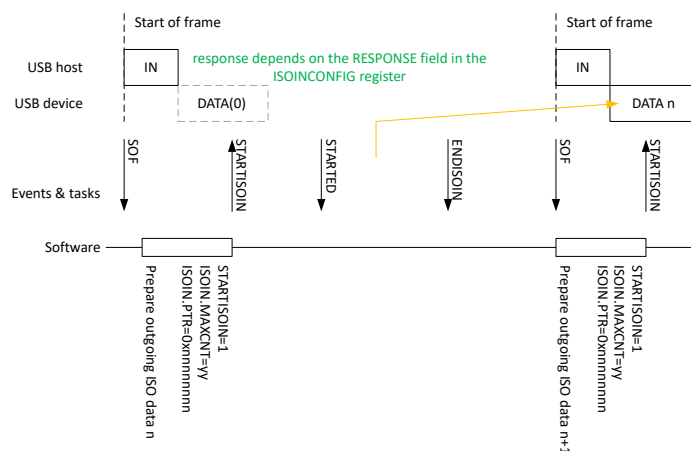 Start of frame
Start of frame
USB host
IN
response depends on the RESPONSE field in the
ISOINCONFIG register
IN
USB device
DATA(0)
DATA n
SOF
STARTISOIN
STARTED
ENDISOIN
SOF
STARTISOIN
Events & tasks
Software
STARTISOIN=1
ISOIN.MAXCNT=yy
ISOIN.PTR=0xnnnnnnnn
Prepare outgoing ISO data n
STARTISOIN=1
ISOIN.MAXCNT=yy
ISOIN.PTR=0xnnnnnnnn
Prepare outgoing ISO data n+1